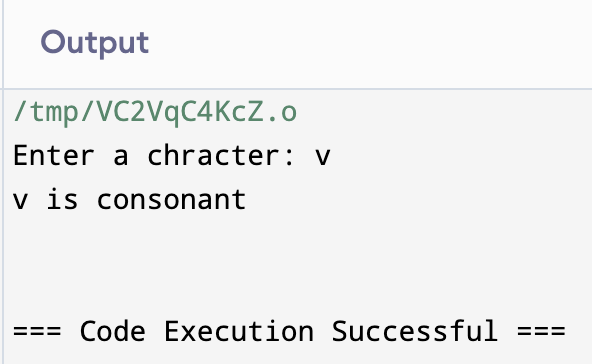 Output
/tmp/VC2VqC4KcZ.o
Enter a chracter: v
v is consonant
=== Code Execution Successful ===